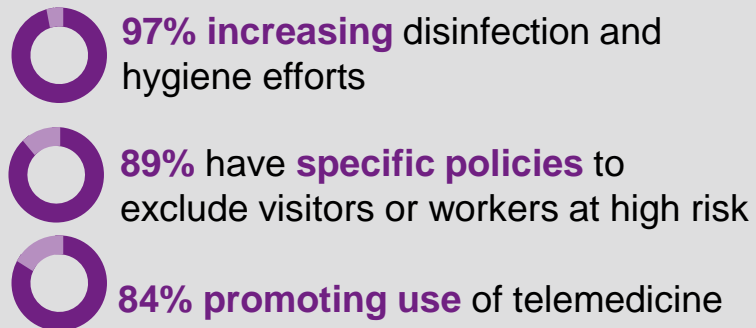 97% increasing disinfection and
hygiene efforts
89% have specific policies to
exclude visitors or workers at high risk
84% promoting use of telemedicine